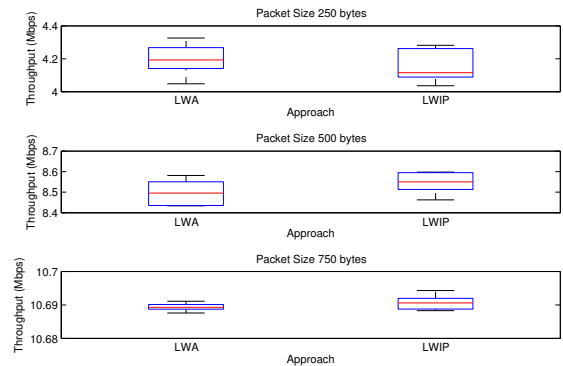 Packet Size 250 bytes
Throughput (Mbps)
4.4
4.2
4
LWA
LWIP
Approach
Packet Size 500 bytes
Throughput (Mbps)
8.7
8.6
8.5
8.4
LWA
LWIP
Approach
Packet Size 750 bytes
Throughput (Mbps)
10.7
10.69
10.68
LWA
LWIP
Approach